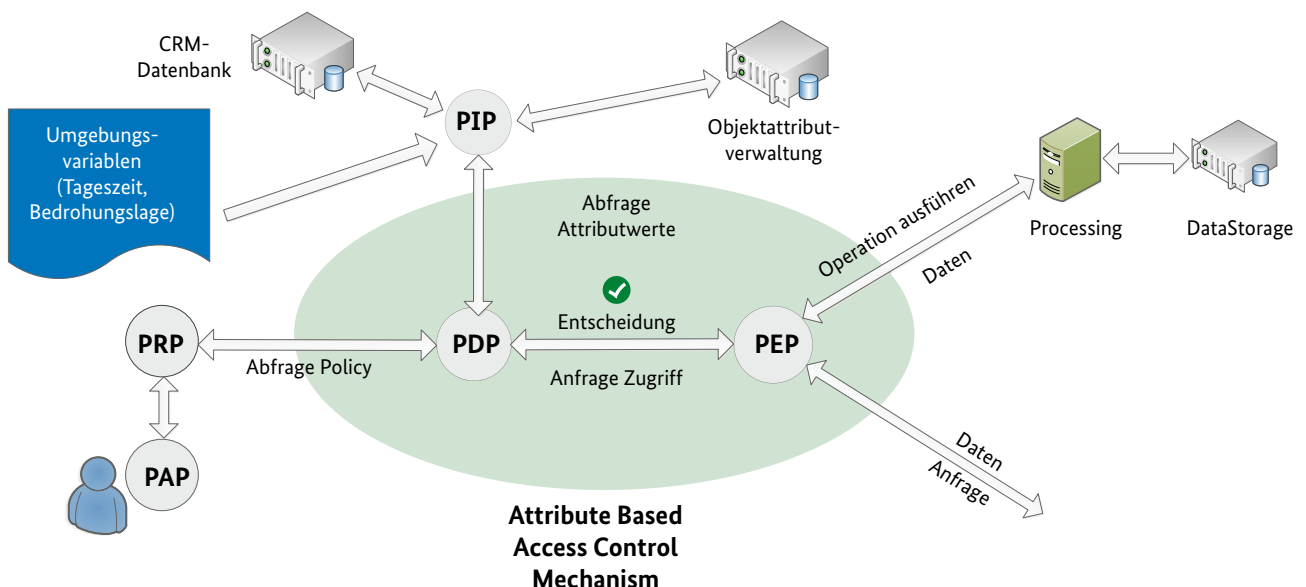 CRM-
Datenbank
PIP
Objektattribut-
verwaltung
Umgebungs-
variablen
(Tageszeit,
Bedrohungslage)
Abfrage
Attributwerte
Operation ausführen
Daten
Processing
DataStorage
PRP
Abfrage Policy
PDP
Entscheidung
Anfrage Zugriff
PEP
PAP
Daten
Anfrage
Attribute Based
Access Control
Mechanism